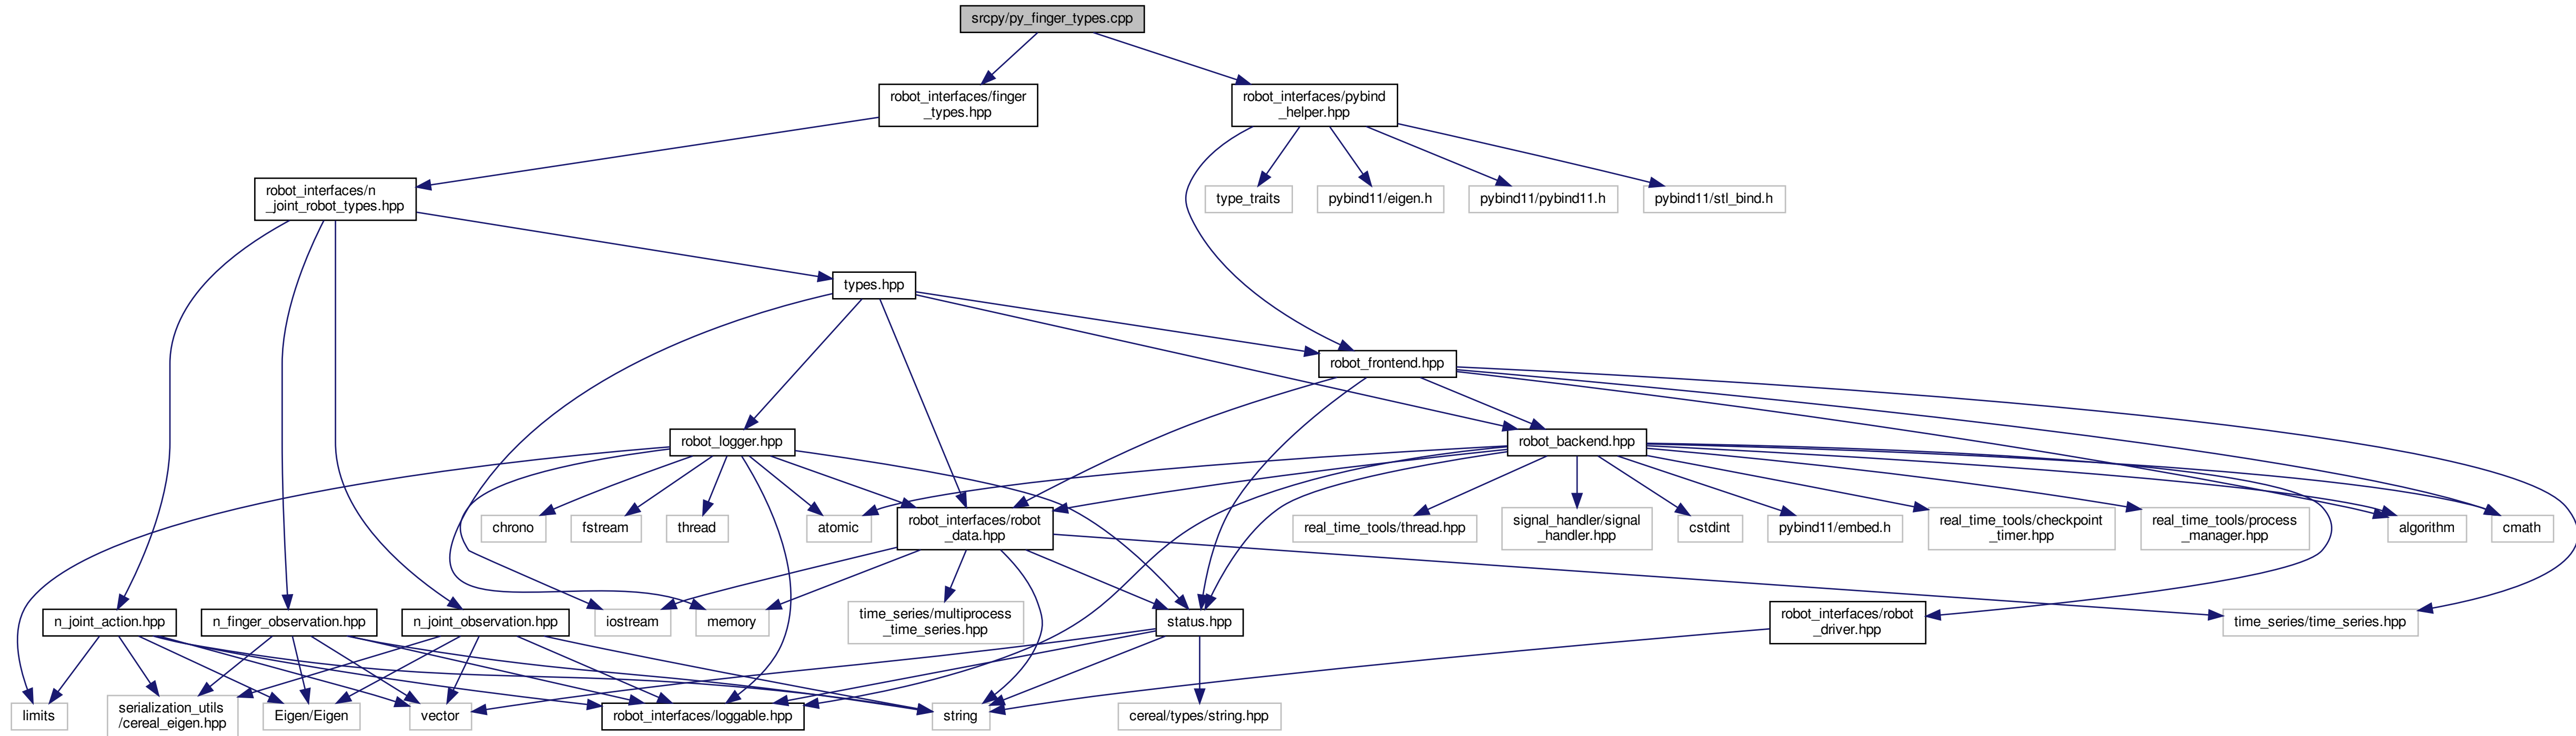 srcpy/py_finger_types.cpp
robot_interfaces/finger
_types.hpp
robot_interfaces/pybind
_helper.hpp
robot_interfaces/n
_joint_robot_types.hpp
type_traits
pybind11/eigen.h
pybind11/pybind11.h
pybind11/stl_bind.h
types.hpp
robot_frontend.hpp
robot_logger.hpp
robot_backend.hpp
chrono
fstream
thread
atomic
robot_interfaces/robot
_data.hpp
real_time_tools/thread.hpp
signal_handler/signal
_handler.hpp
cstdint
pybind11/embed.h
real_time_tools/checkpoint
_timer.hpp
real_time_tools/process
_manager.hpp
algorithm
cmath
n_joint_action.hpp
n_finger_observation.hpp
n_joint_observation.hpp
iostream
memory
time_series/multiprocess
_time_series.hpp
status.hpp
robot_interfaces/robot
_driver.hpp
time_series/time_series.hpp
limits
serialization_utils
/cereal_eigen.hpp
Eigen/Eigen
vector
robot_interfaces/loggable.hpp
string
cereal/types/string.hpp